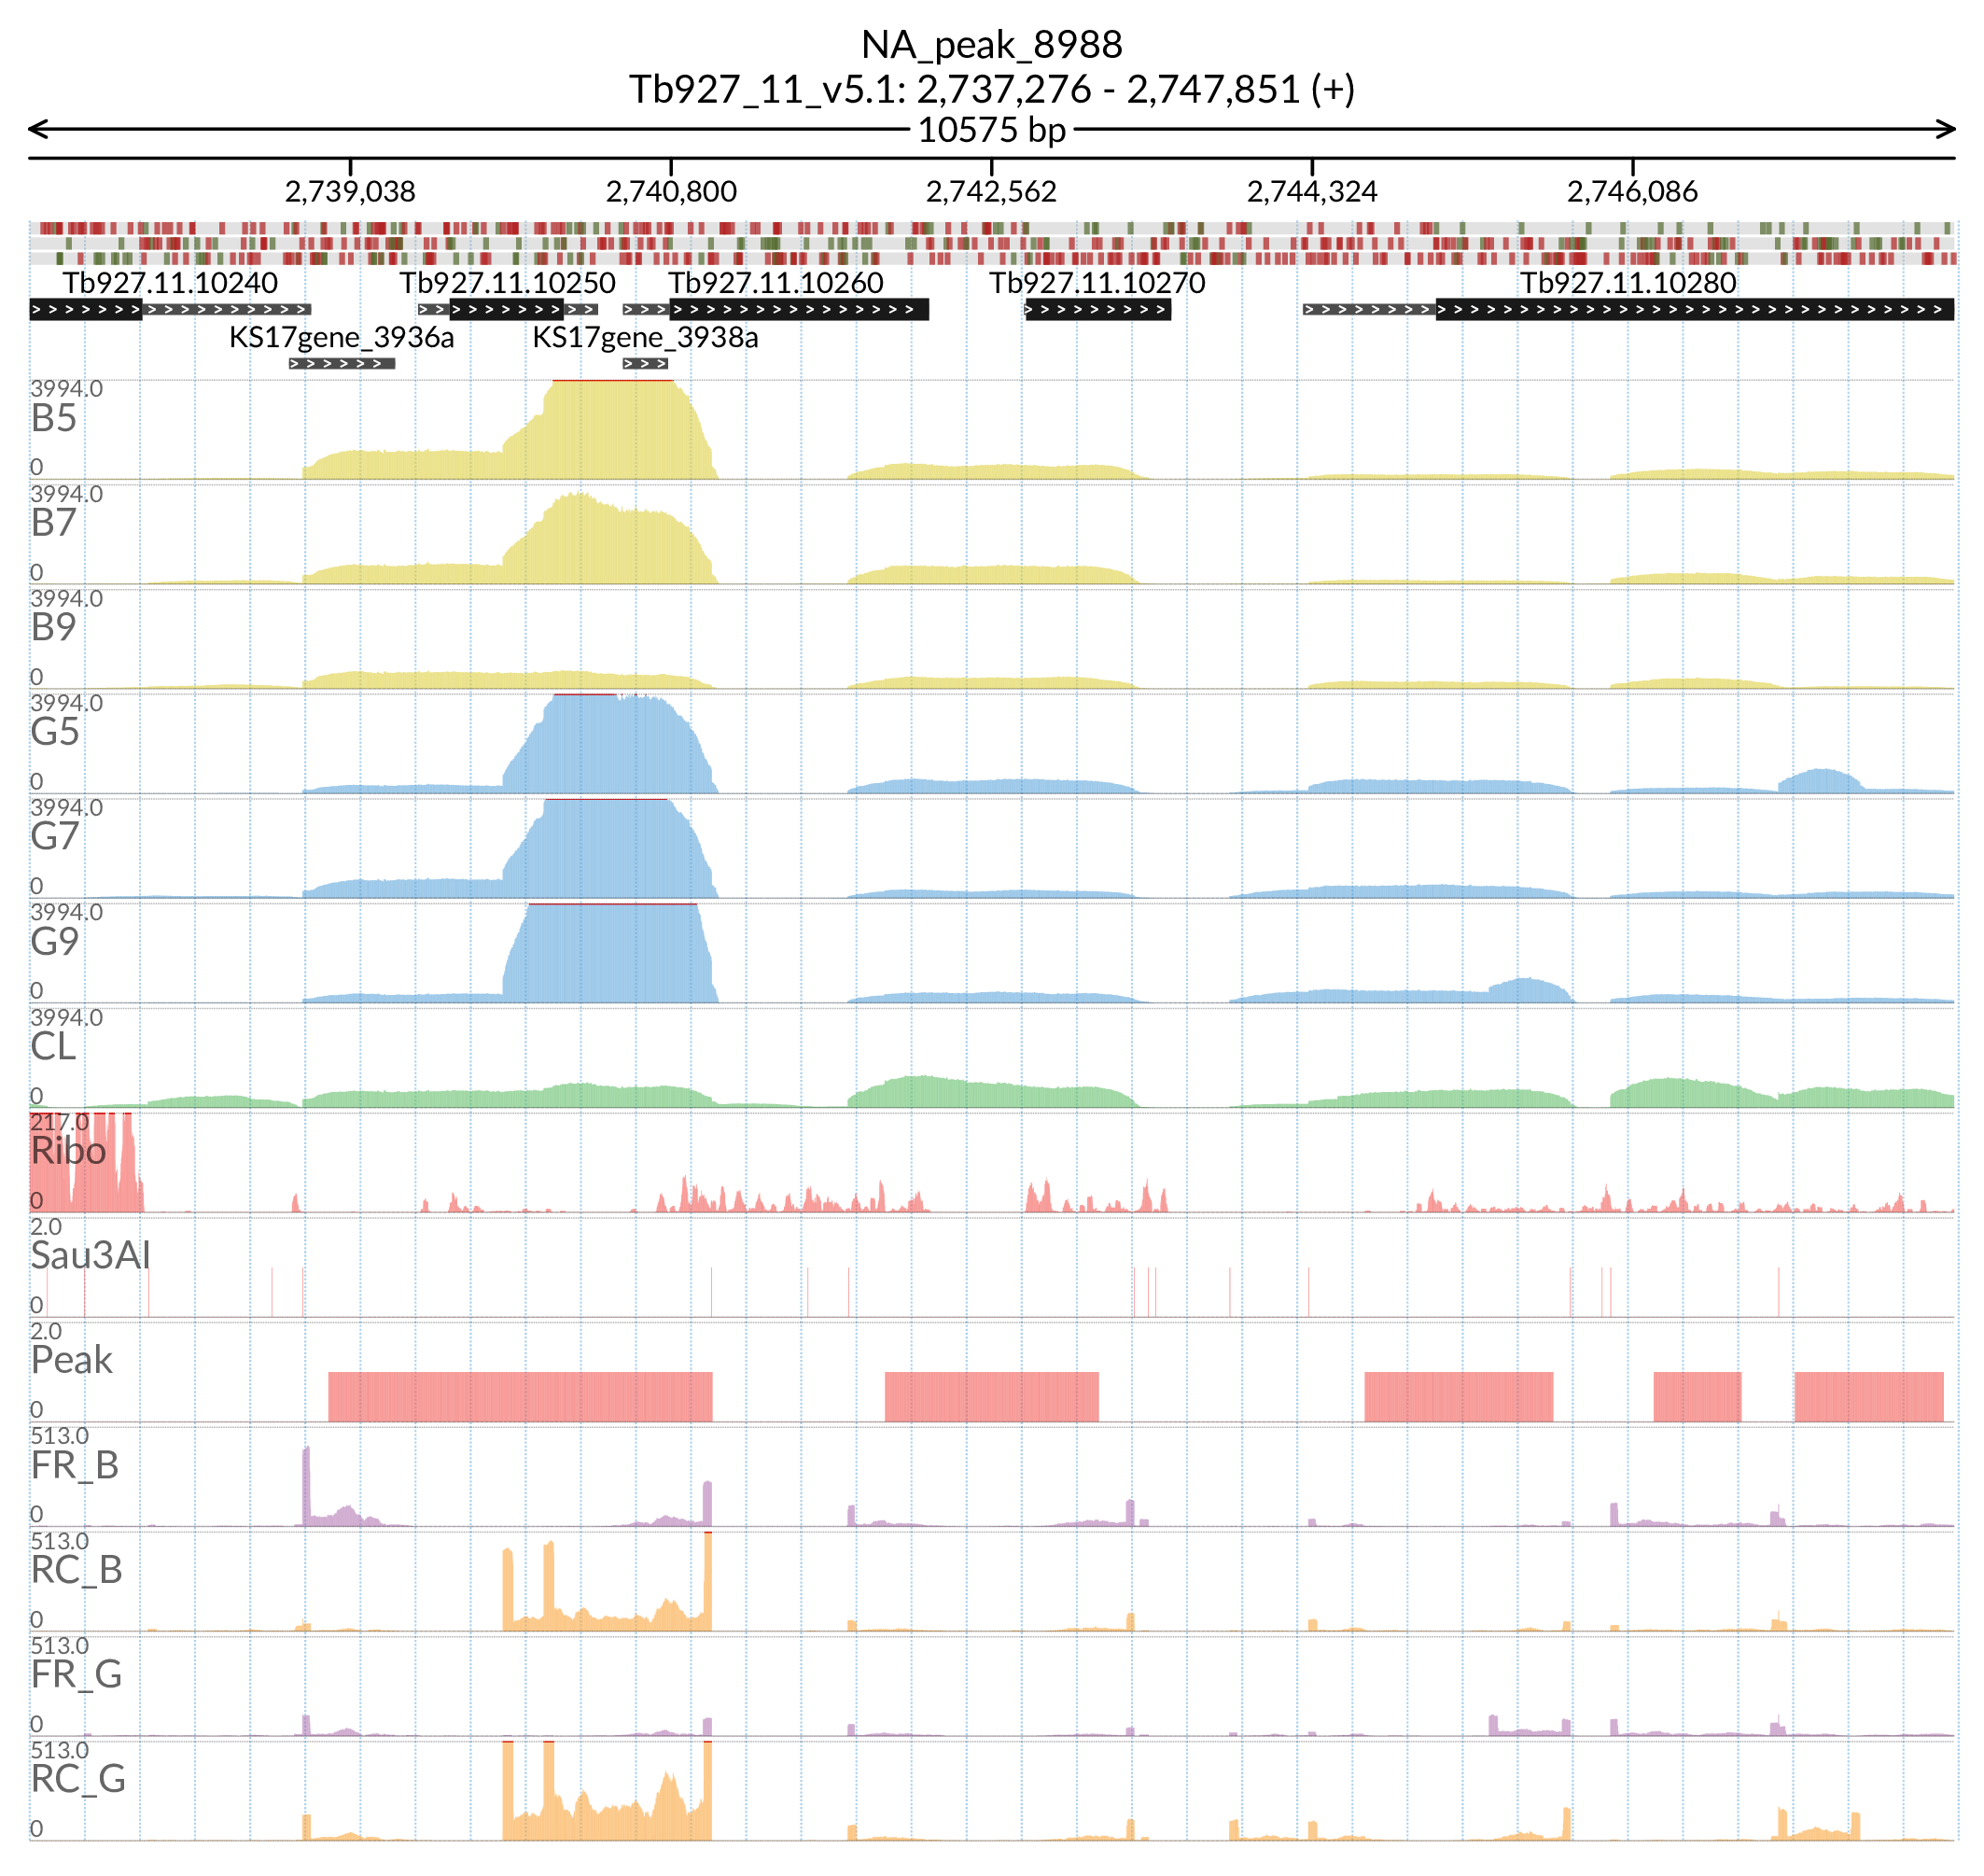 NA_peak_8988
Tb927_11_v5.1: 2,737,276 - 2,747,851 (+)
10575 bp
2,739,038 2,740,800 2,742,562 2,744,324 2,746,086
Tb927.11.10240 Tb927.11.10250 Tb927.11.10260 Tb927.11.10270 Tb927.11.10280
KS17gene_3936a KS17gene_3938a
3994.0
B5
0
3994.0
B7
0
3994.0
B9
0
3994.0
G5
0
3994.0
G7
0
3994.0
G9
0
3994.0
CL
0
217.0
Ribo
0
2.0
Sau3AI
0
2.0
Peak
0
513.0
FR_B
0
513.0
RC_B
0
513.0
FR_G
0
513.0
RC_G
0